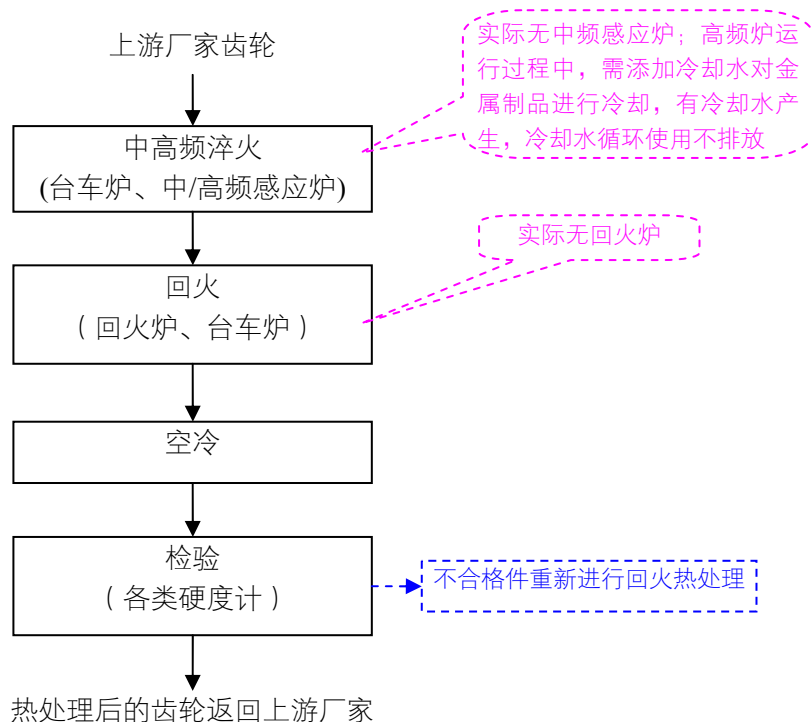 上游厂家齿轮
实际无中频感应炉；高频炉运
行过程中，需添加冷却水对金
属制品进行冷却，有冷却水产
生，冷却水循环使用不排放
中高频淬火
(台车炉、中/高频感应炉)
实际无回火炉
回火
（回火炉、台车炉）
空冷
检验
（各类硬度计）
不合格件重新进行回火热处理
热处理后的齿轮返回上游厂家